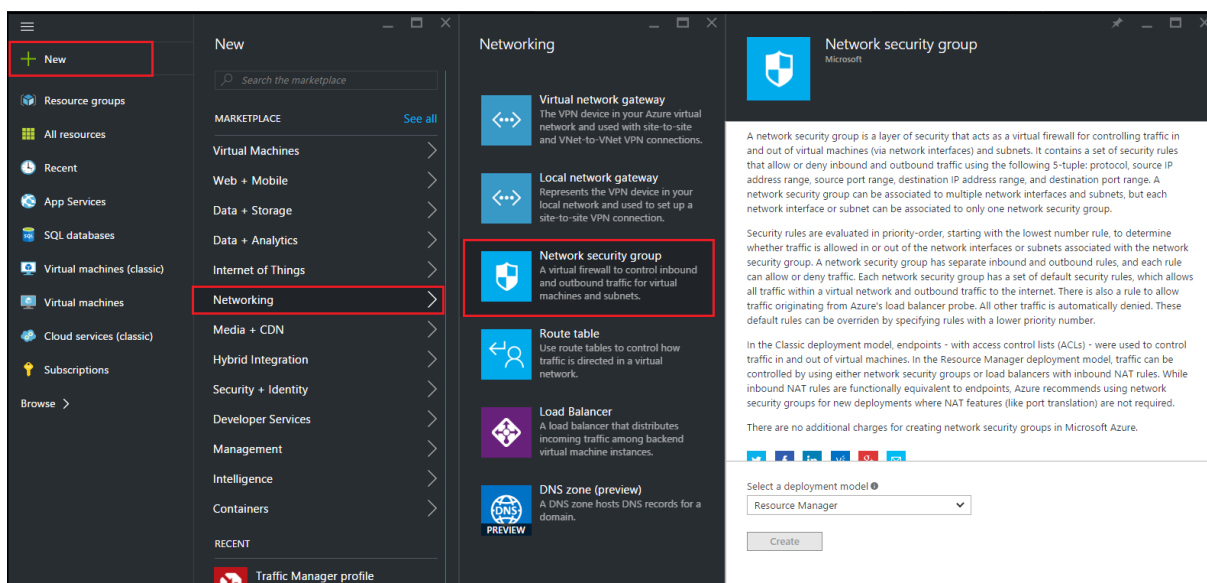 New
Resource groups
All resources
Recent
App Services
SQL databases
Virtual machines (classic)
Virtual machines
Cloud services (classic)
Subscriptions
Browse
New
Search the marketplace
MARKETPLACE See all
Virtual Machines
Web + Mobile
Data + Storage
Data + Analytics
Internet of Things
Networking
Media + CDN
Hybrid Integration
Security + Identity
Developer Services
Management
Intelligence
Containers
RECENT
Traffic Manager profile
Networking
Virtual network gateway
The VPN device in your Azure virtual
network and used with site-to-site
and VNet-to-VNet VPN connections.
Local network gateway
Represents the VPN device in your
local network and used to set up a
site-to-site VPN connection.
Network security group
A virtual firewall to control inbound
and outbound traffic for virtual
machines and subnets.
Route table
Use route tables to control how
traffic is directed in a virtual
network.
Load Balancer
A load balancer that distributes
incoming traffic among backend
virtual machine instances.
DNS
PREVIEW
DNS zone (preview)
A DNS zone hosts DNS records for a
domain.
Network security group
Microsoft
A network security group is a layer of security that acts as a virtual firewall for controlling traffic in
and out of virtual machines (via network interfaces) and subnets. It contains a set of security rules
that allow or deny inbound and outbound traffic using the following 5-tuple: protocol, source IP
address range, source port range, destination IP address range, and destination port range. A
network security group can be associated to multiple network interfaces and subnets, but each
network interface or subnet can be associated to only one network security group.
Security rules are evaluated in priority-order, starting with the lowest number rule, to determine
whether traffic is allowed in or out of the network interfaces or subnets associated with the network
security group. A network security group has separate inbound and outbound rules, and each rule
can allow or deny traffic. Each network security group has a set of default security rules, which allows
all traffic within a virtual network and outbound traffic to the internet. There is also a rule to allow
traffic originating from Azure's load balancer probe. All other traffic is automatically denied. These
default rules can be overriden by specifying rules with a lower priority number.
In the Classic deployment model, endpoints - with access control lists (ACLs) - were used to control
traffic in and out of virtual machines. In the Resource Manager deployment model, traffic can be
controlled by using either network security groups or load balancers with inbound NAT rules. While
inbound NAT rules are functionally equivalent to endpoints, Azure recommends using network
security groups for new deployments where NAT features (like port translation) are not required.
There are no additional charges for creating network security groups in Microsoft Azure.
Select a deployment model
Resource Manager
Create